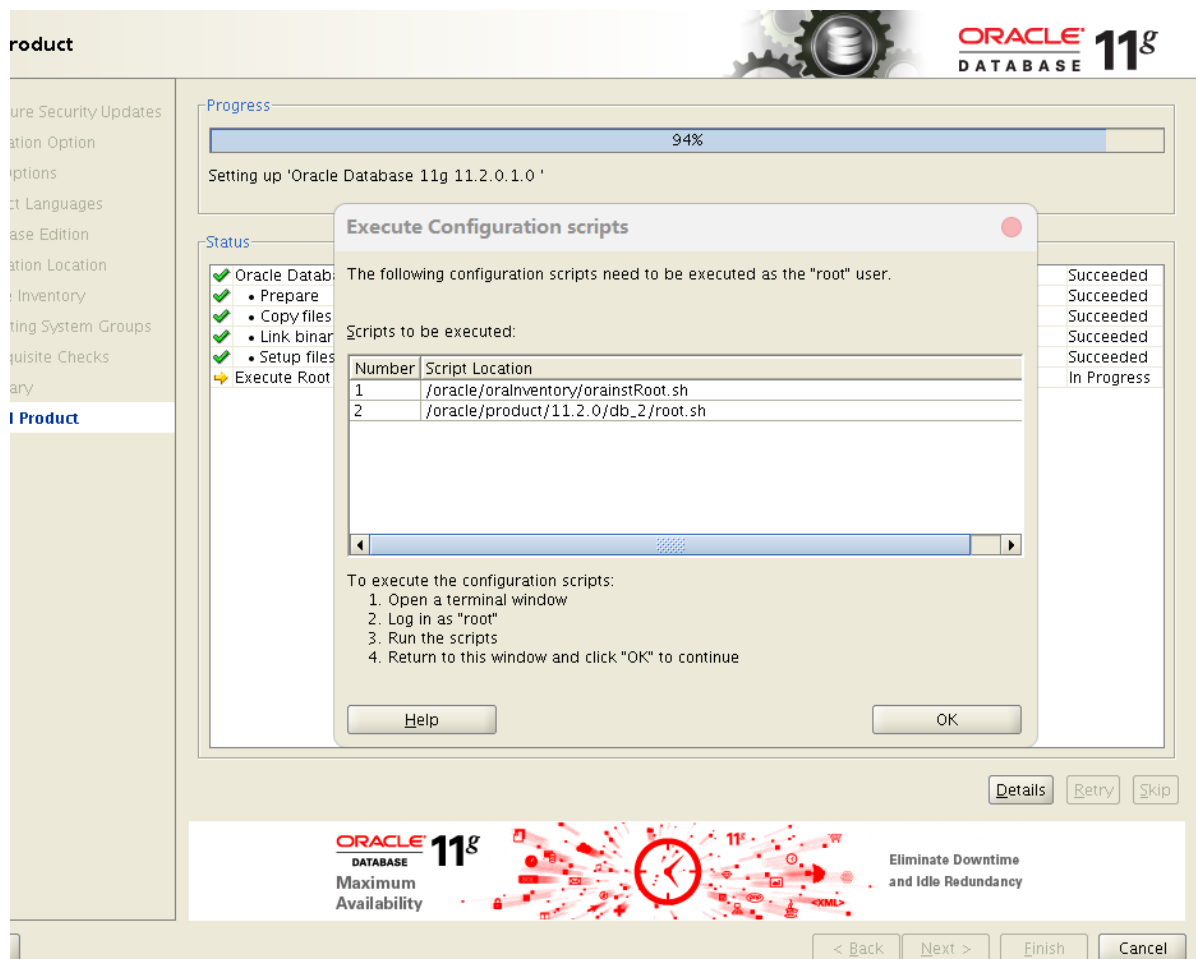 roduct
ORACLE 11g
DATABASE
ure Security Updates
ation Option
ptions
ct Languages
ase Edition
ation Location
Inventory
ting System Groups
quisite Checks
ary
l Product
Progress
94%
Setting up 'Oracle Database 11g 11.2.0.1.0 '
Status
Oracle Datab
Succeeded
• Prepare
Succeeded
• Copy files
Succeeded
• Link binar
Succeeded
• Setup files
Succeeded
Execute Root
In Progress
Execute Configuration scripts
The following configuration scripts need to be executed as the "root" user.
Scripts to be executed:
Number Script Location
1 /oracle/oraInventory/orainstRoot.sh
2 /oracle/product/11.2.0/db_2/root.sh
To execute the configuration scripts:
1. Open a terminal window
2. Log in as "root"
3. Run the scripts
4. Return to this window and click "OK" to continue
Help OK
Details Retry Skip
ORACLE 11g
DATABASE
Maximum
Availability
11g
<XML>
Eliminate Downtime
and Idle Redundancy
< Back Next > Finish Cancel